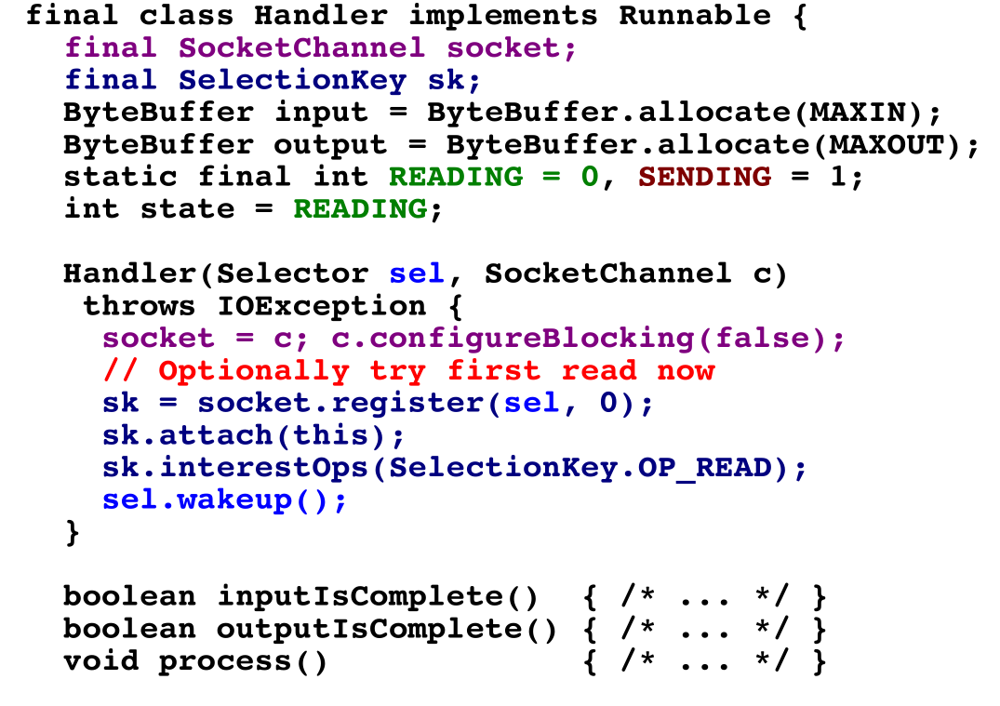 final class Handler implements Runnable {
  final SocketChannel socket;
  final SelectionKey sk;
  ByteBuffer input = ByteBuffer.allocate(MAXIN);
  ByteBuffer output = ByteBuffer.allocate(MAXOUT);
  static final int READING = 0, SENDING = 1;
  int state = READING;

  Handler(Selector sel, SocketChannel c)
   throws IOException {
    socket = c; c.configureBlocking(false);
    // Optionally try first read now
    sk = socket.register(sel, 0);
    sk.attach(this);
    sk.interestOps(SelectionKey.OP_READ);
    sel.wakeup();
  }

  boolean inputIsComplete()  { /* ... */ }
  boolean outputIsComplete() { /* ... */ }
  void process()             { /* ... */ }